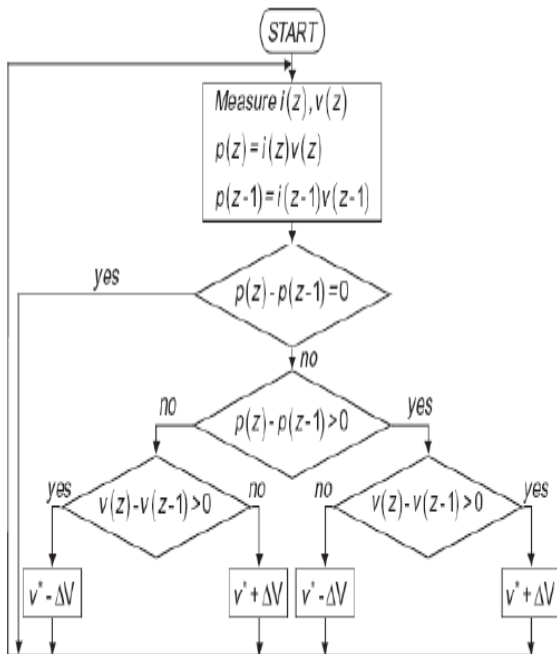 START
Measure i(z),v(z)
p(z)=i(z)v(z)
p(z-1)=i(z-1)v(z-1)
yes
p(z)-p(z-1)=0
no
no
p(z)-p(z-1)>0
yes
yes
v(z)-v(z-1)>0
no
no
v(z)-v(z-1)>0
yes
v*-ΔV
v*+ΔV
v*-ΔV
v*+ΔV